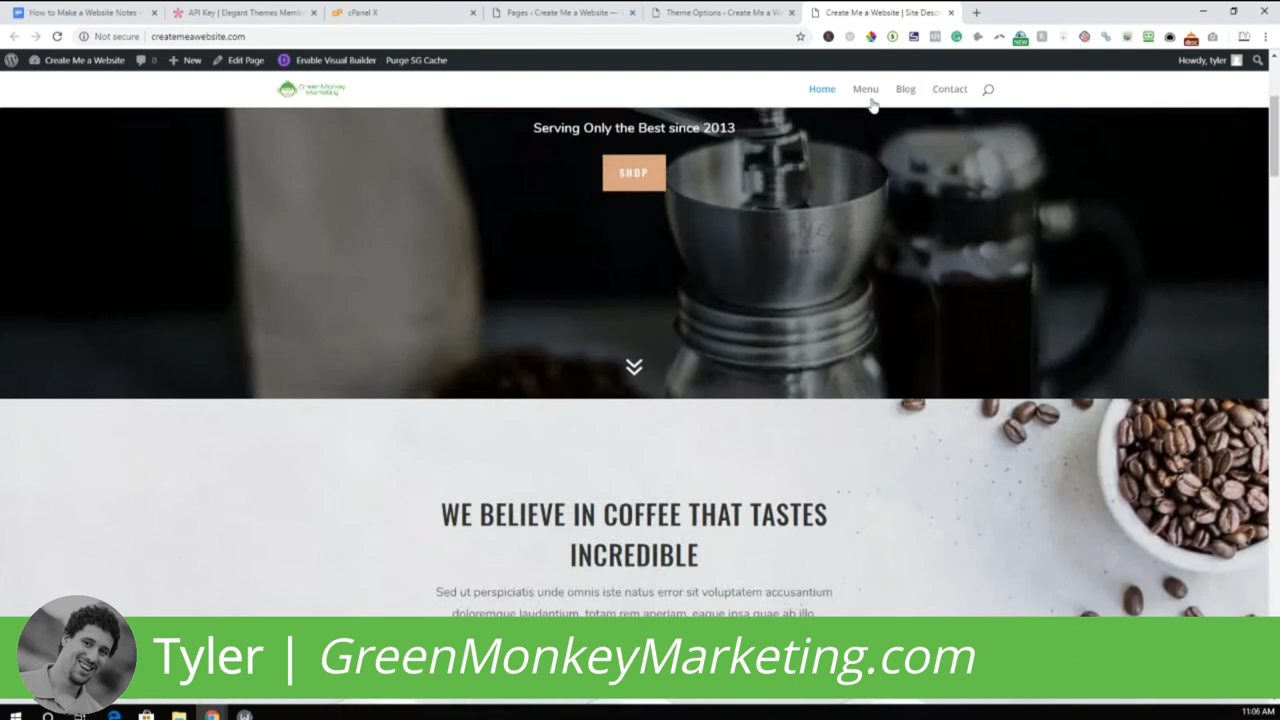 How to Make a Website Notes -
API Key | Elegant Themes Memb
cPanel X
Pages ‹ Create Me a Website —
Theme Options ‹ Create Me a W
Create Me a Website | Site Desc
Not secure | createmeawebsite.com
Create Me a Website 0 New Edit Page Enable Visual Builder Purge SG Cache Howdy, tyler
Green Monkey
Marketing
Home Menu Blog Contact
Serving Only the Best since 2013
SHOP
WE BELIEVE IN COFFEE THAT TASTES
INCREDIBLE
Sed ut perspiciatis unde omnis iste natus error sit voluptatem accusantium
doloremque laudantium, totam rem aperiam, eaque ipsa quae ab illo
Tyler | GreenMonkeyMarketing.com
11:06 AM